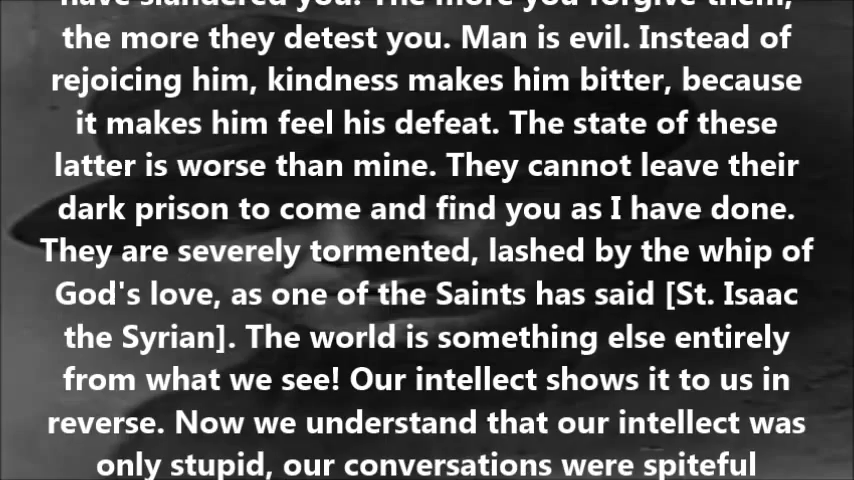 have slandered you! The more you forgive them,
the more they detest you. Man is evil. Instead of
rejoicing him, kindness makes him bitter, because
it makes him feel his defeat. The state of these
latter is worse than mine. They cannot leave their
dark prison to come and find you as I have done.
They are severely tormented, lashed by the whip of
God's love, as one of the Saints has said [St. Isaac
the Syrian]. The world is something else entirely
from what we see! Our intellect shows it to us in
reverse. Now we understand that our intellect was
only stupid, our conversations were spiteful